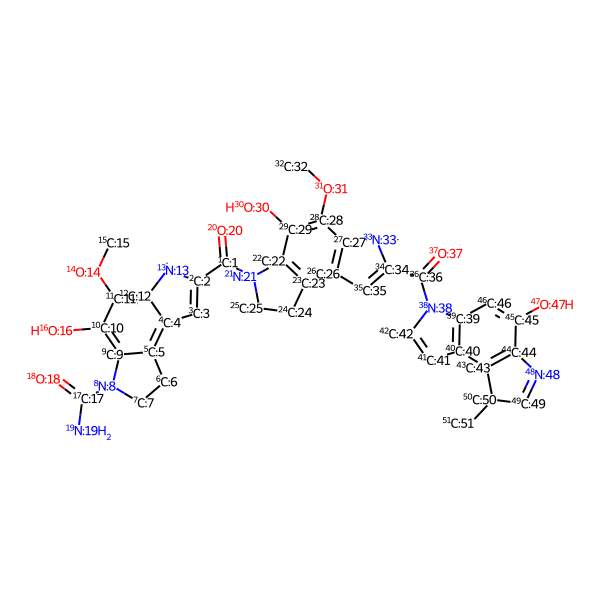 ³²C:32
³¹O:31
H³⁰O:30
²⁸C:28
²⁹C:29
¹⁵C:15
²⁰O:20
²⁷C:27
³³N:33
³⁷O:37
¹C:1
²²C:22
³⁴C:34
³⁶C:36
¹⁴O:14
¹³N:13
²C:2
²¹N:21
²³C:23
²⁶C:26
³⁵C:35
¹¹C:11
¹²C:12
³⁸N:38
⁴⁶C:46
⁴⁷O:47H
H¹⁶O:16
¹⁰C:10
⁴C:4
³C:3
²⁵C:25
²⁴C:24
³⁹C:39
⁴⁵C:45
⁴²C:42
⁹C:9
⁵C:5
⁴⁰C:40
⁴⁴C:44
⁴¹C:41
⁴³C:43
⁴⁸N:48
¹⁸O:18
⁸N:8
⁶C:6
¹⁷C:17
⁷C:7
⁵⁰C:50
⁴⁹C:49
¹⁹N:19H₂
⁵¹C:51